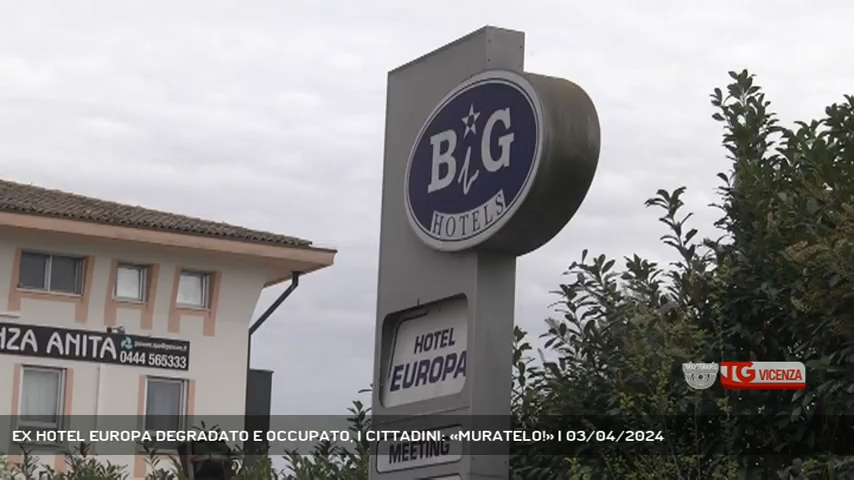 BiG
HOTELS
HOTEL
EUROPA
MEETING
NZA ANITA
0444 565333
TG VICENZA
EX HOTEL EUROPA DEGRADATO E OCCUPATO, I CITTADINI: «MURATELO!» | 03/04/2024